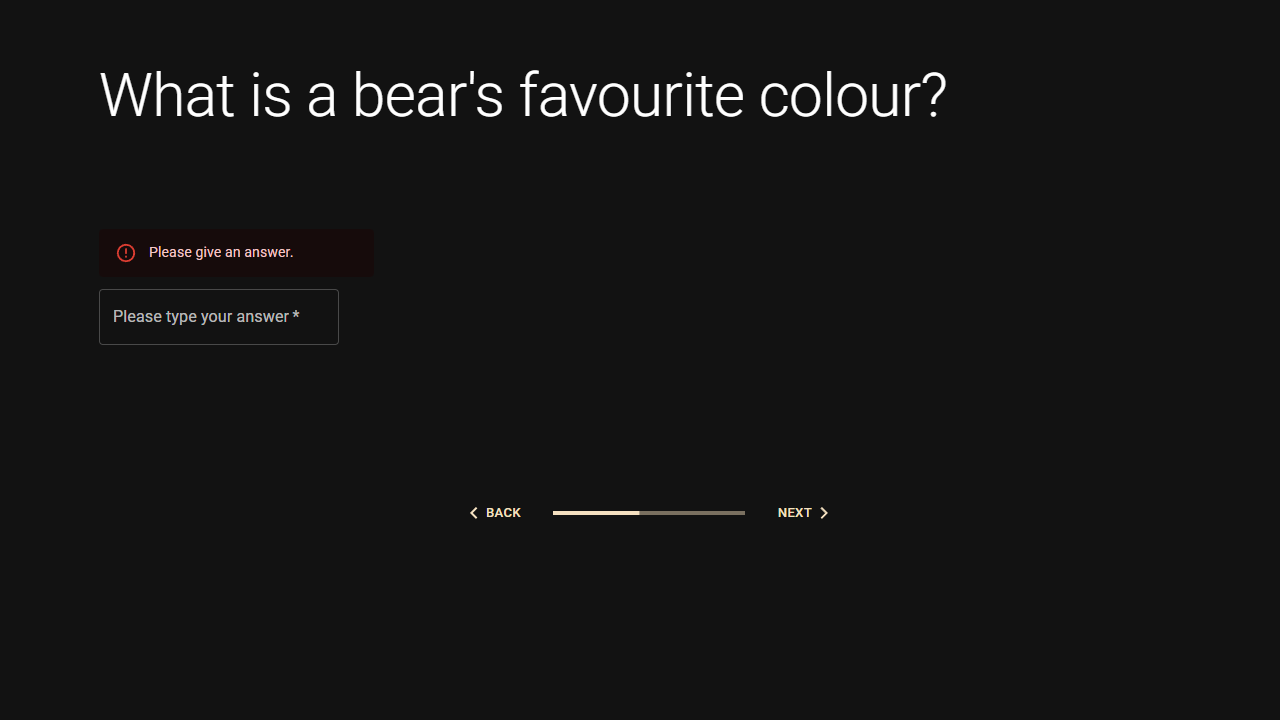 What is a bear's favourite colour?
Please give an answer.
Please type your answer *
BACK
NEXT